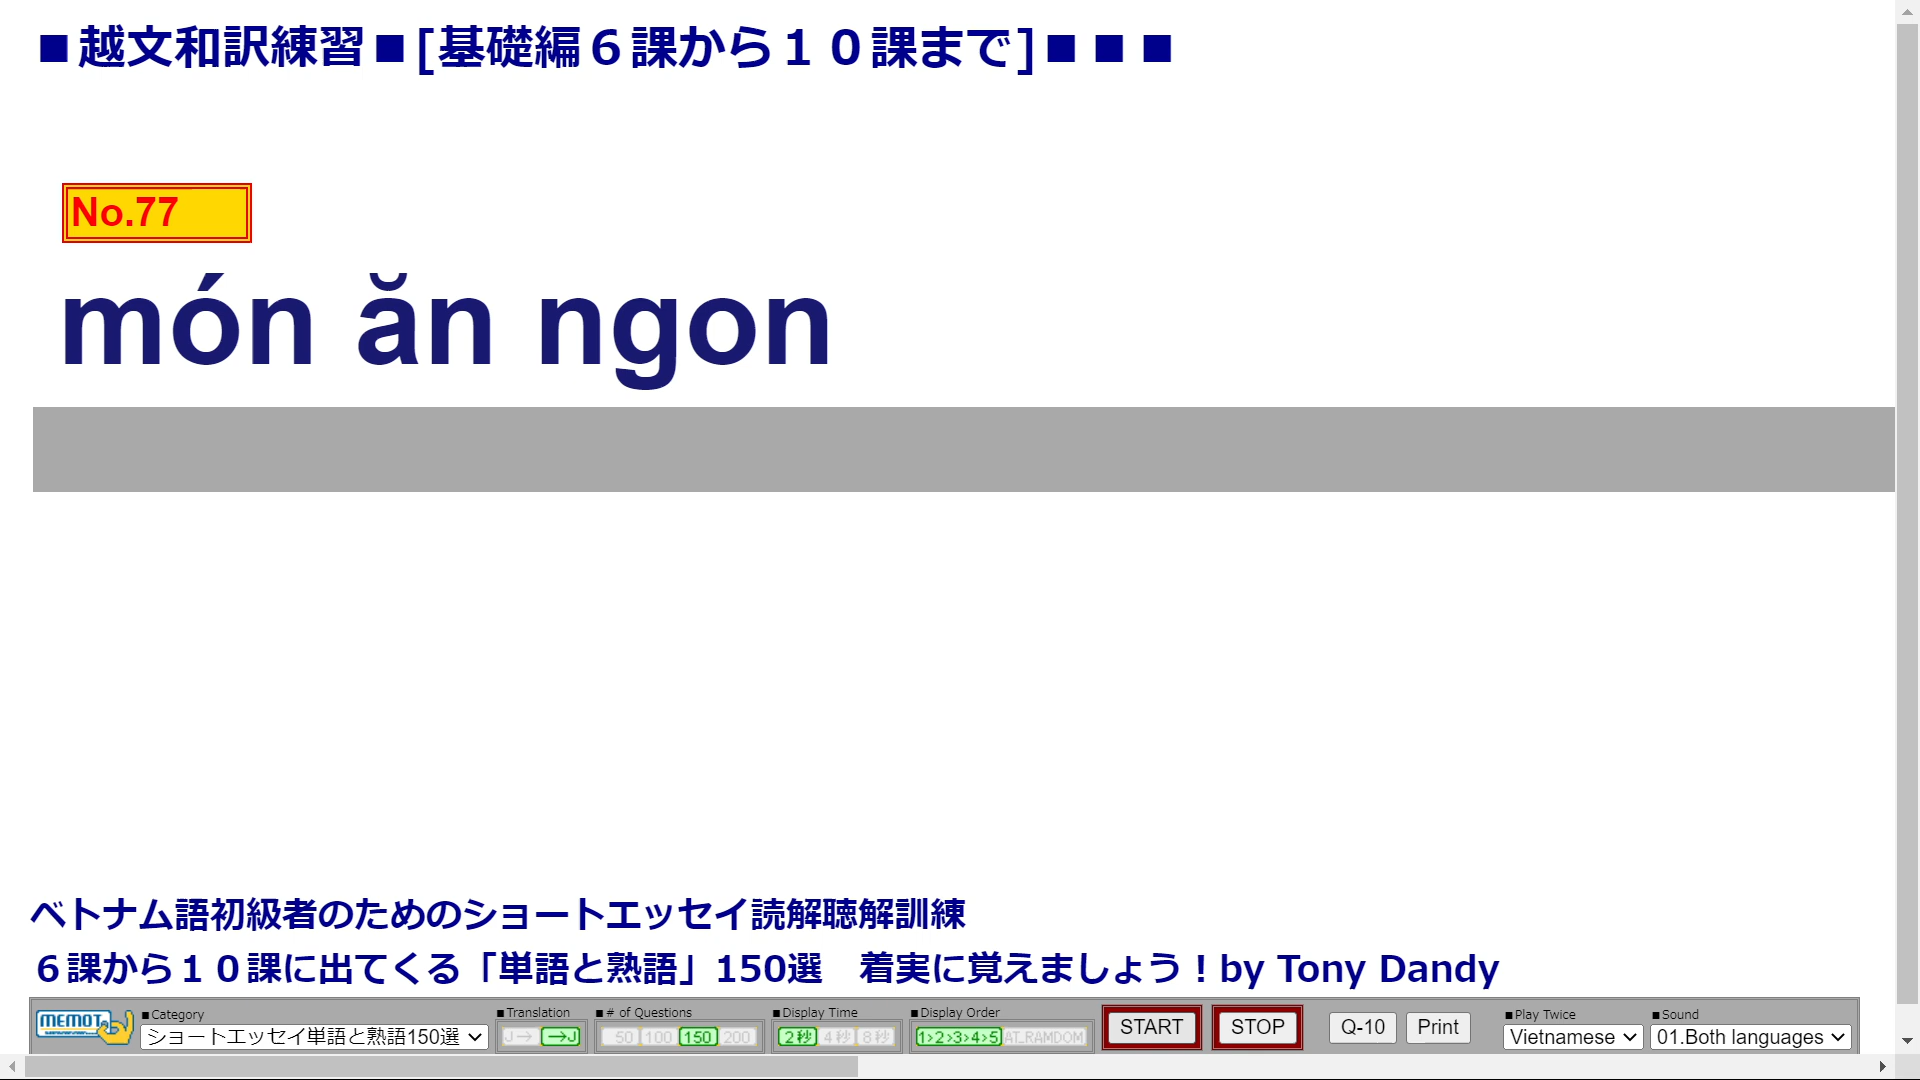 ■越文和訳練習■[基礎編６課から１０課まで]■ ■ ■
No.77
món ăn ngon
ベトナム語初級者のためのショートエッセイ読解聴解訓練
６課から１０課に出てくる「単語と熟語」150選　着実に覚えましょう！by Tony Dandy
■Category ■Translation ■# of Questions ■Display Time ■Display Order ■Play Twice ■Sound
MEMOT ショートエッセイ単語と熟語150選 J→ →J 50 100 150 200 2秒 4秒 8秒 1>2>3>4>5 AT_RAMDOM START STOP Q-10 Print Vietnamese 01.Both languages